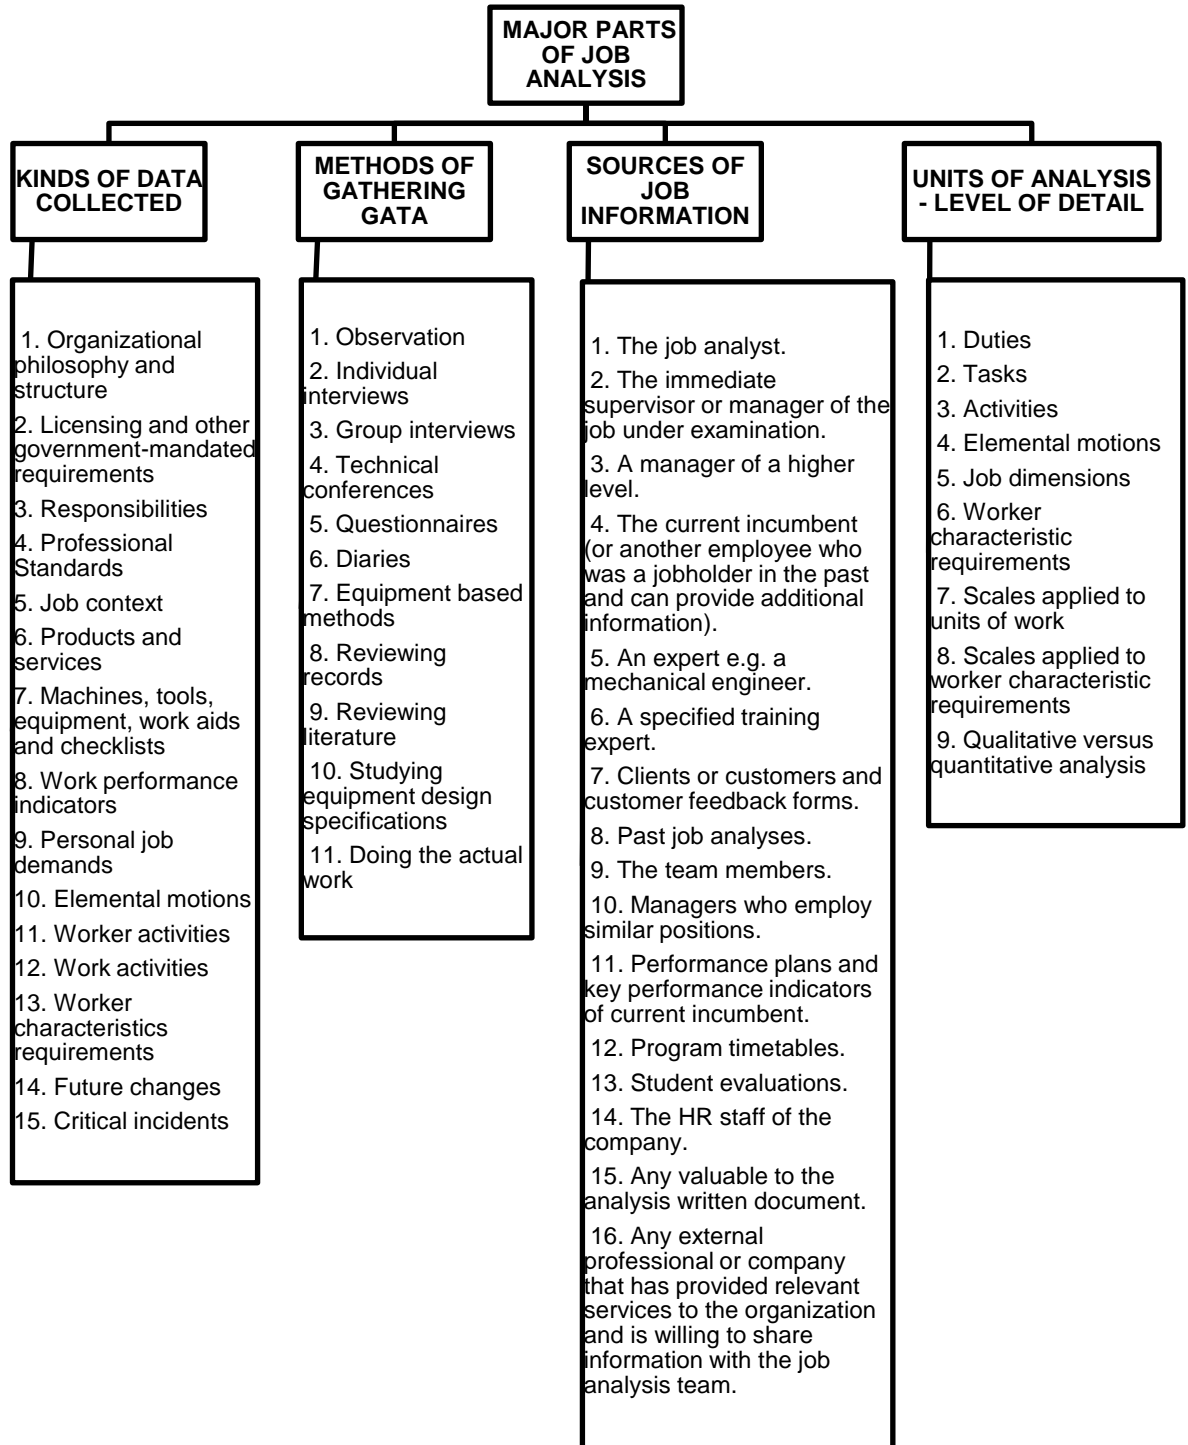 MAJOR PARTS
OF JOB
ANALYSIS
KINDS OF DATA
COLLECTED
1. Organizational
philosophy and
structure
2. Licensing and other
government-mandated
requirements
3. Responsibilities
4. Professional
Standards
5. Job context
6. Products and
services
7. Machines, tools,
equipment, work aids
and checklists
8. Work performance
indicators
9. Personal job
demands
10. Elemental motions
11. Worker activities
12. Work activities
13. Worker
characteristics
requirements
14. Future changes
15. Critical incidents
METHODS OF
GATHERING
GATA
1. Observation
2. Individual
interviews
3. Group interviews
4. Technical
conferences
5. Questionnaires
6. Diaries
7. Equipment based
methods
8. Reviewing
records
9. Reviewing
literature
10. Studying
equipment design
specifications
11. Doing the actual
work
SOURCES OF
JOB
INFORMATION
1. The job analyst.
2. The immediate
supervisor or manager of the
job under examination.
3. A manager of a higher
level.
4. The current incumbent
(or another employee who
was a jobholder in the past
and can provide additional
information).
5. An expert e.g. a
mechanical engineer.
6. A specified training
expert.
7. Clients or customers and
customer feedback forms.
8. Past job analyses.
9. The team members.
10. Managers who employ
similar positions.
11. Performance plans and
key performance indicators
of current incumbent.
12. Program timetables.
13. Student evaluations.
14. The HR staff of the
company.
15. Any valuable to the
analysis written document.
16. Any external
professional or company
that has provided relevant
services to the organization
and is willing to share
information with the job
analysis team.
UNITS OF ANALYSIS
- LEVEL OF DETAIL
1. Duties
2. Tasks
3. Activities
4. Elemental motions
5. Job dimensions
6. Worker
characteristic
requirements
7. Scales applied to
units of work
8. Scales applied to
worker characteristic
requirements
9. Qualitative versus
quantitative analysis